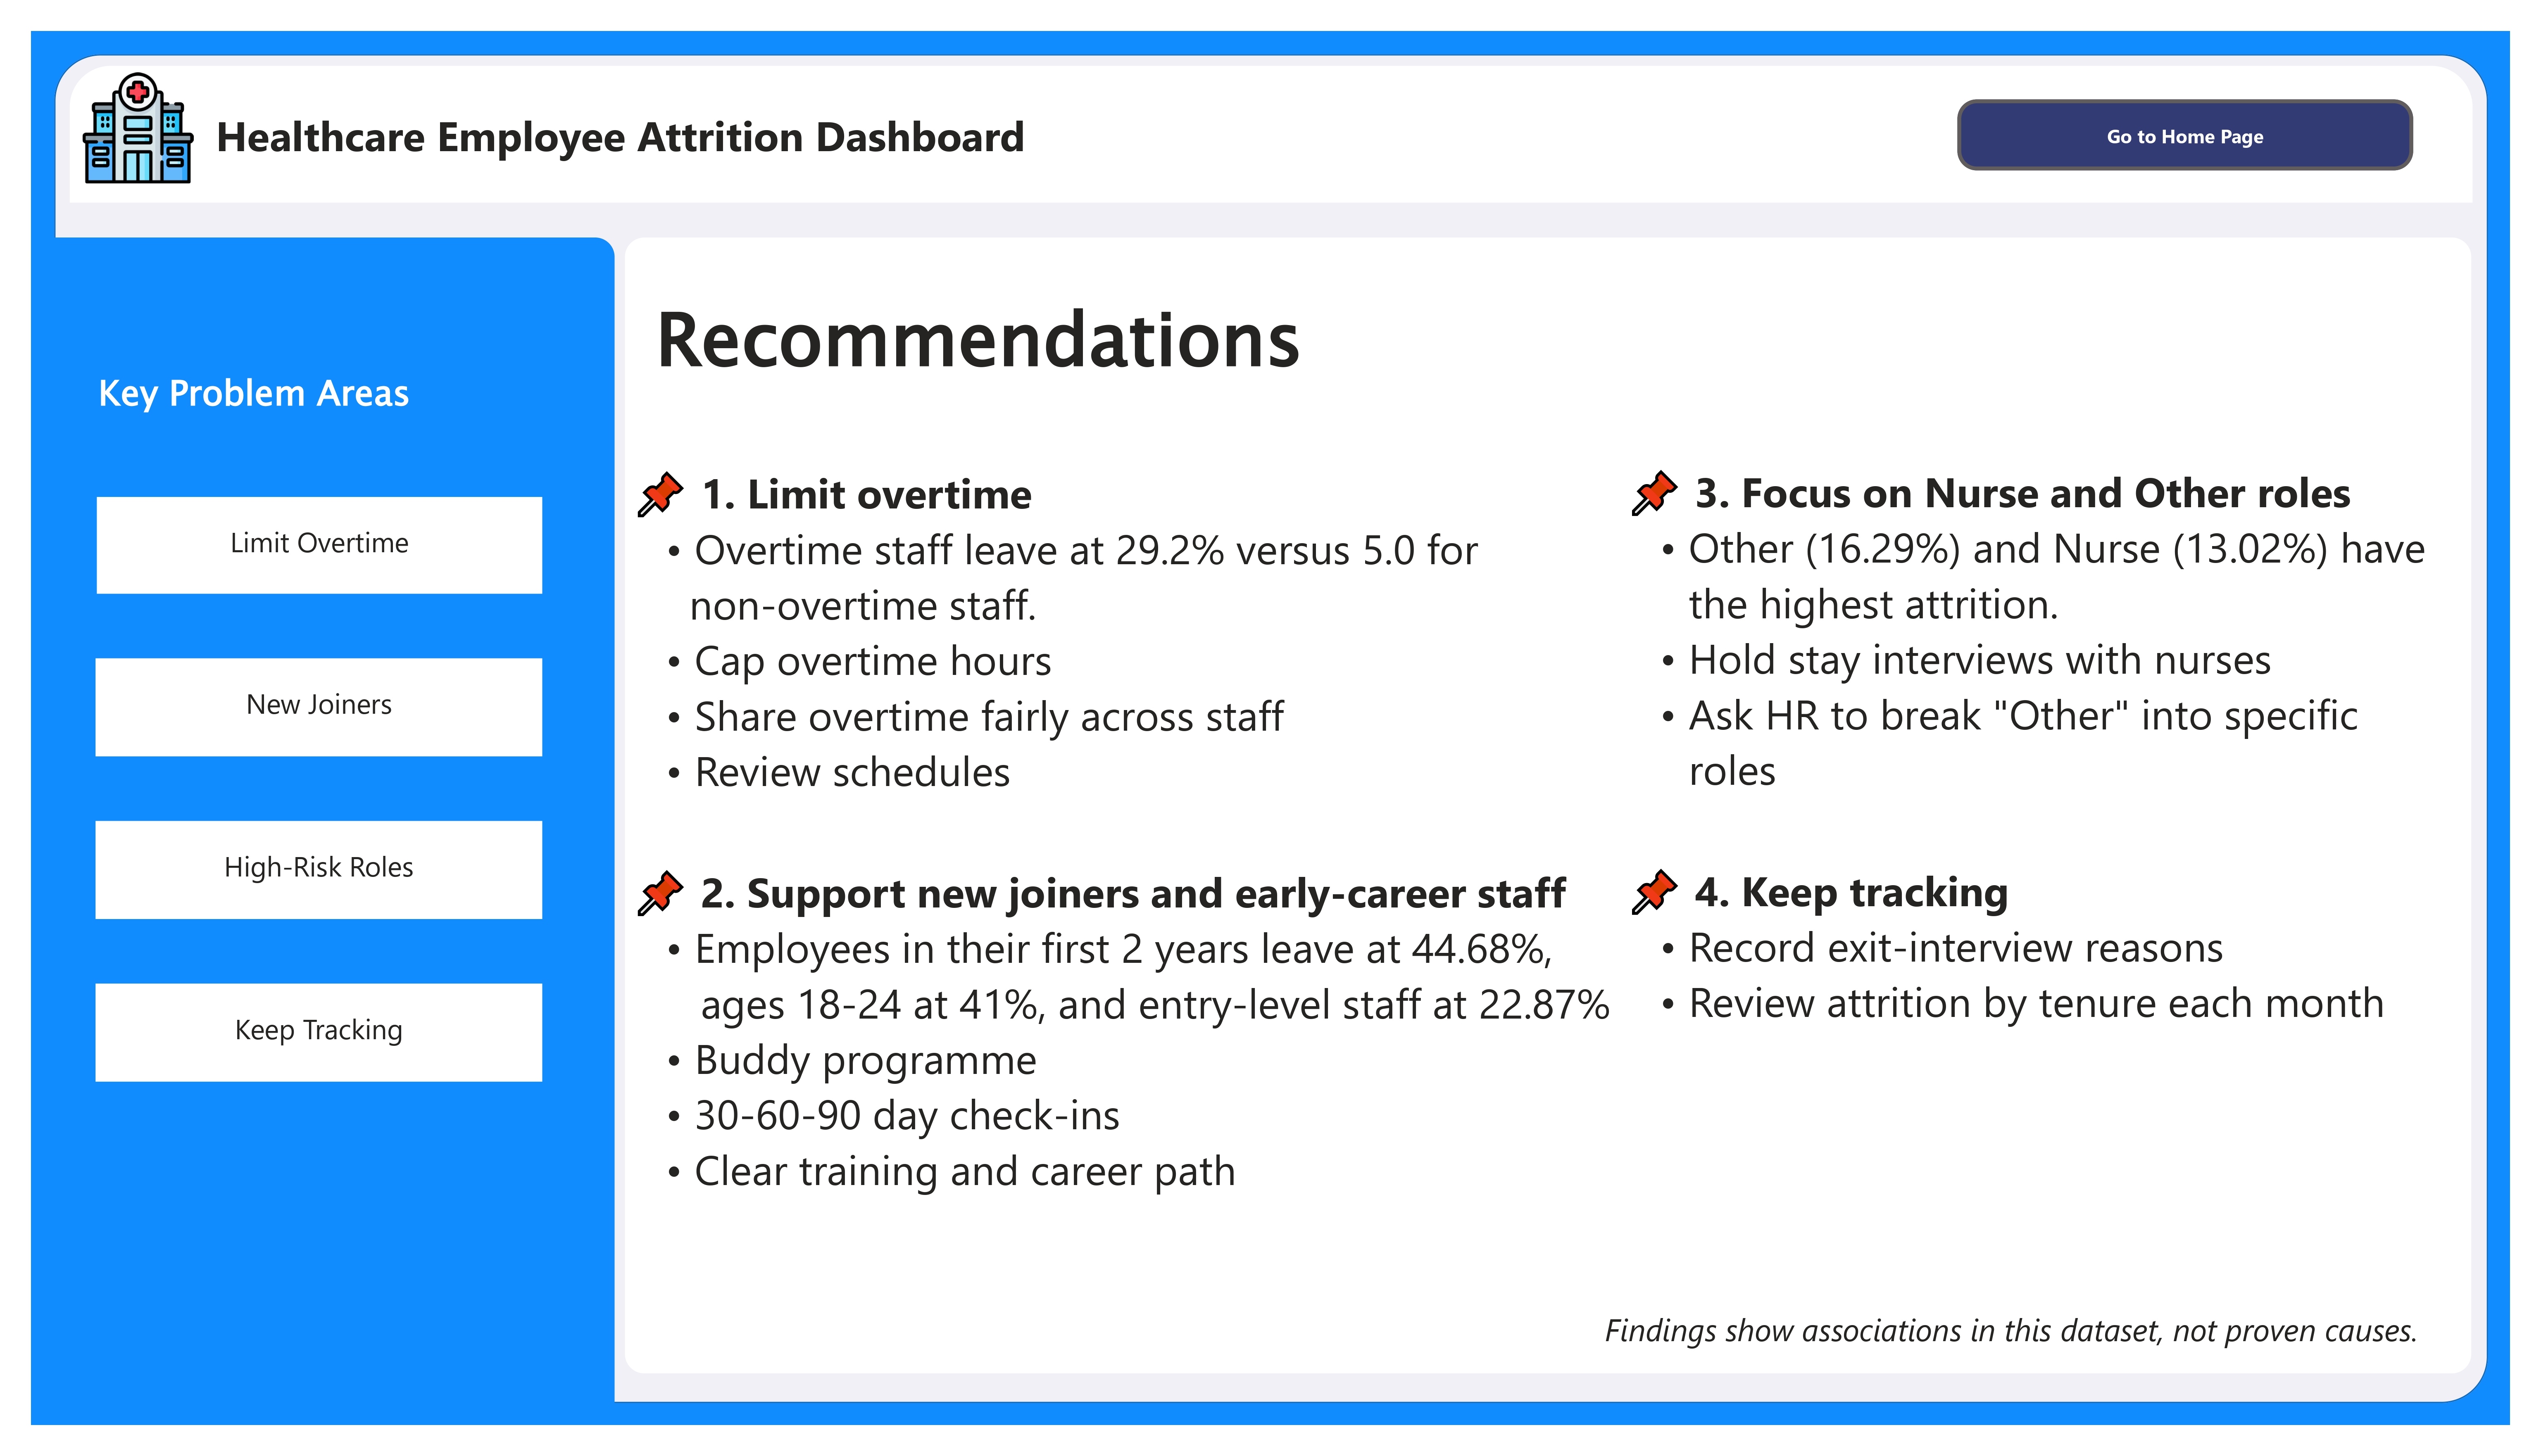 Healthcare Employee Attrition Dashboard
Go to Home Page
Key Problem Areas
Limit Overtime
New Joiners
High-Risk Roles
Keep Tracking
Recommendations
1. Limit overtime
• Overtime staff leave at 29.2% versus 5.0 for
non-overtime staff.
• Cap overtime hours
• Share overtime fairly across staff
• Review schedules
2. Support new joiners and early-career staff
• Employees in their first 2 years leave at 44.68%,
ages 18-24 at 41%, and entry-level staff at 22.87%
• Buddy programme
• 30-60-90 day check-ins
• Clear training and career path
3. Focus on Nurse and Other roles
• Other (16.29%) and Nurse (13.02%) have
the highest attrition.
• Hold stay interviews with nurses
• Ask HR to break "Other" into specific
roles
4. Keep tracking
• Record exit-interview reasons
• Review attrition by tenure each month
Findings show associations in this dataset, not proven causes.